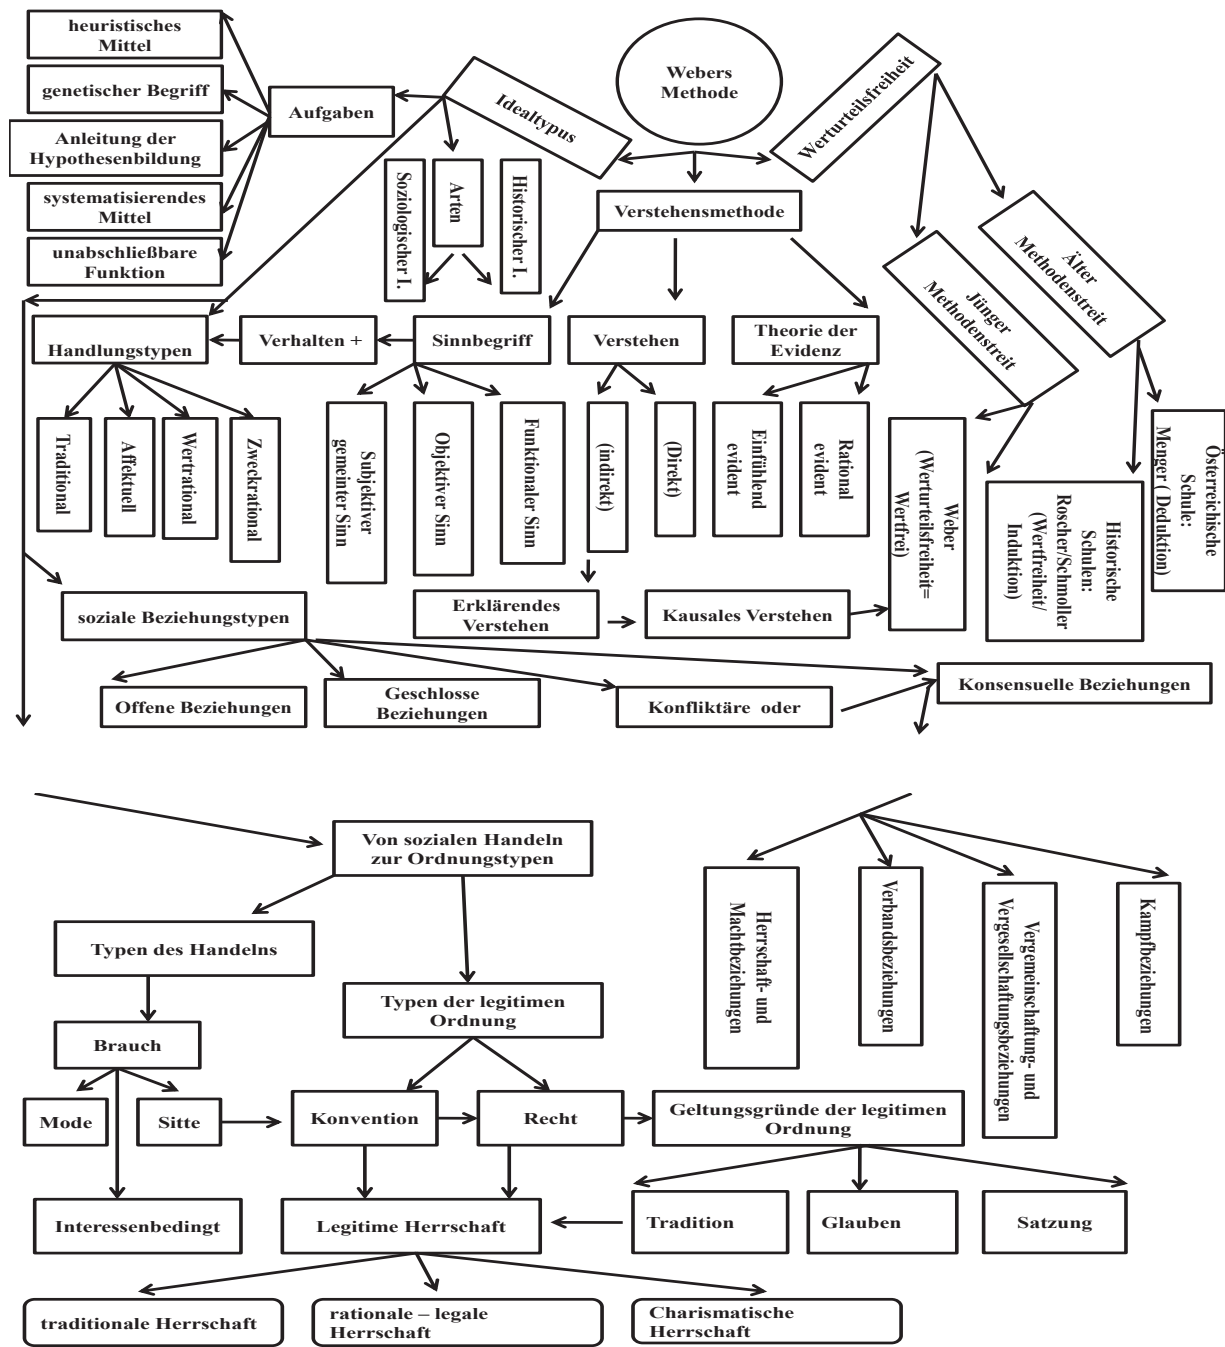 heuristisches
Mittel
genetischer Begriff
Anleitung der
Hypothesenbildung
systematisierendes
Mittel
unabschließbare
Funktion
Aufgaben
Idealtypus
Webers
Methode
Werturteilsfreiheit
Soziologischer I.
Arten
Historischer I.
Verstehensmethode
Jünger
Methodenstreit
Älter
Methodenstreit
Handlungstypen
Verhalten +
Sinnbegriff
Verstehen
Theorie der
Evidenz
Traditional
Affektuell
Wertrational
Zweckrational
Subjektiver
gemeinter Sinn
Objektiver Sinn
Funktionaler Sinn
(indirekt)
(Direkt)
Einfühlend
evident
Rational
evident
Weber
(Werturteilsfreiheit=
Wertfrei)
Historische
Schulen:
Roscher/Schmoller
(Wertfreiheit/
Induktion)
Österreichische
Schule:
Menger ( Deduktion)
soziale Beziehungstypen
Erklärendes
Verstehen
Kausales Verstehen
Offene Beziehungen
Geschlosse
Beziehungen
Konfliktäre oder
Konsensuelle Beziehungen
Von sozialen Handeln
zur Ordnungstypen
Herrschaft- und
Machtbeziehungen
Verbandsbeziehungen
Vergemeinschaftung- und
Vergesellschaftungsbeziehungen
Kampfbeziehungen
Typen des Handelns
Typen der legitimen
Ordnung
Brauch
Mode
Sitte
Konvention
Recht
Geltungsgründe der legitimen
Ordnung
Interessenbedingt
Legitime Herrschaft
Tradition
Glauben
Satzung
traditionale Herrschaft
rationale – legale
Herrschaft
Charismatische
Herrschaft